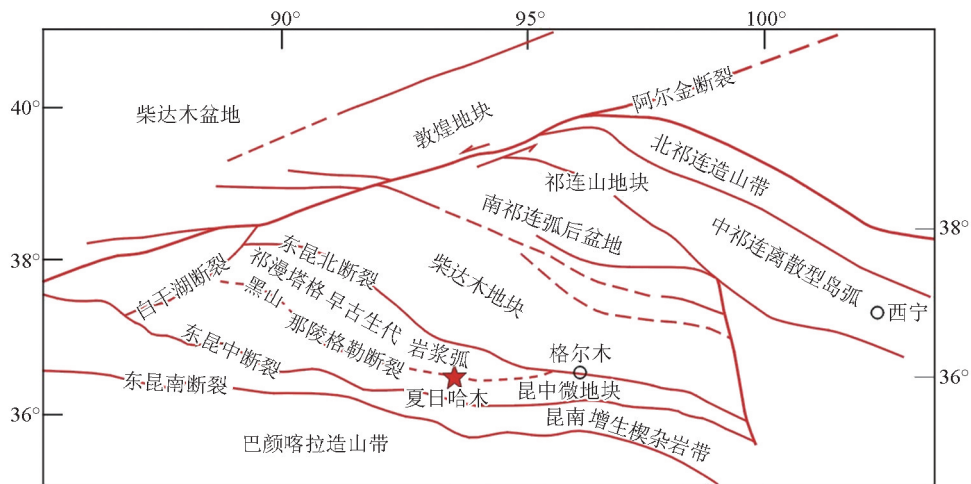 90° 95° 100°
40°
38°
36°
38°
36°
柴达木盆地
敦煌地块
阿尔金断裂
北祁连造山带
祁连山地块
南祁连弧后盆地
中祁连离散型岛弧
西宁
白干湖断裂
东昆北断裂
祁漫塔格 早古生代 岩浆弧
黑山
那陵格勒断裂
柴达木地块
东昆中断裂
格尔木
东昆南断裂
夏日哈木
昆中微地块
昆南 增生楔杂岩带
巴颜喀拉造山带